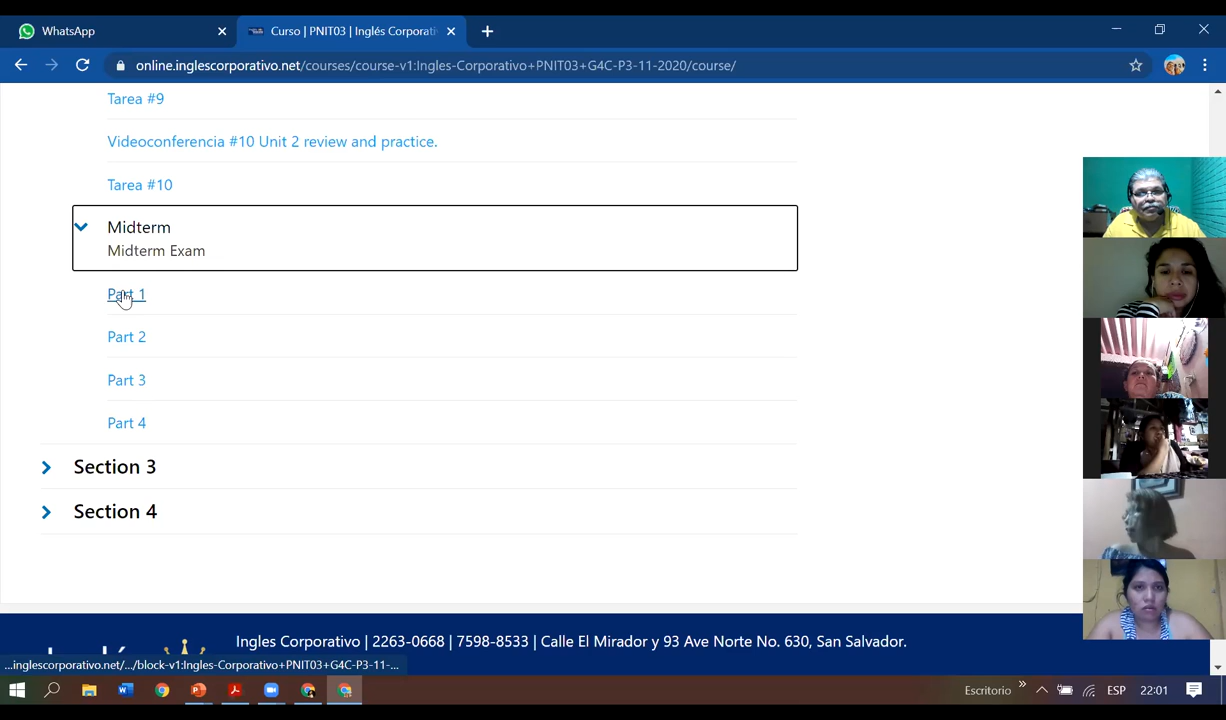 WhatsApp
Curso | PNIT03 | Inglés Corporati
online.inglescorporativo.net/courses/course-v1:Ingles-Corporativo+PNIT03+G4C-P3-11-2020/course/
Tarea #9
Videoconferencia #10 Unit 2 review and practice.
Tarea #10
Midterm
Midterm Exam
Part 1
Part 2
Part 3
Part 4
Section 3
Section 4
Ingles Corporativo | 2263-0668 | 7598-8533 | Calle El Mirador y 93 Ave Norte No. 630, San Salvador.
...inglescorporativo.net/.../block-v1:Ingles-Corporativo+PNIT03+G4C-P3-11-...
Escritorio
ESP
22:01